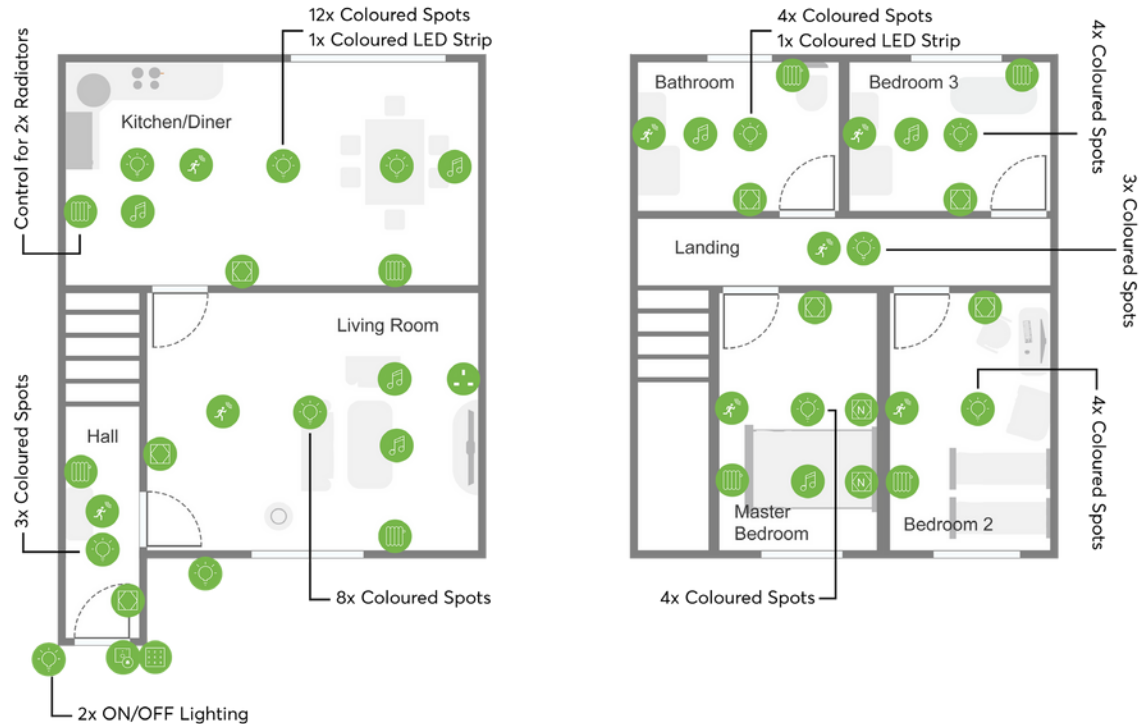 12x Coloured Spots
1x Coloured LED Strip
Control for 2x Radiators
Kitchen/Diner
Living Room
Hall
3x Coloured Spots
8x Coloured Spots
2x ON/OFF Lighting
4x Coloured Spots
1x Coloured LED Strip
4x Coloured Spots
Bathroom
Bedroom 3
3x Coloured Spots
Landing
N
N
Master
Bedroom
Bedroom 2
4x Coloured Spots
4x Coloured Spots